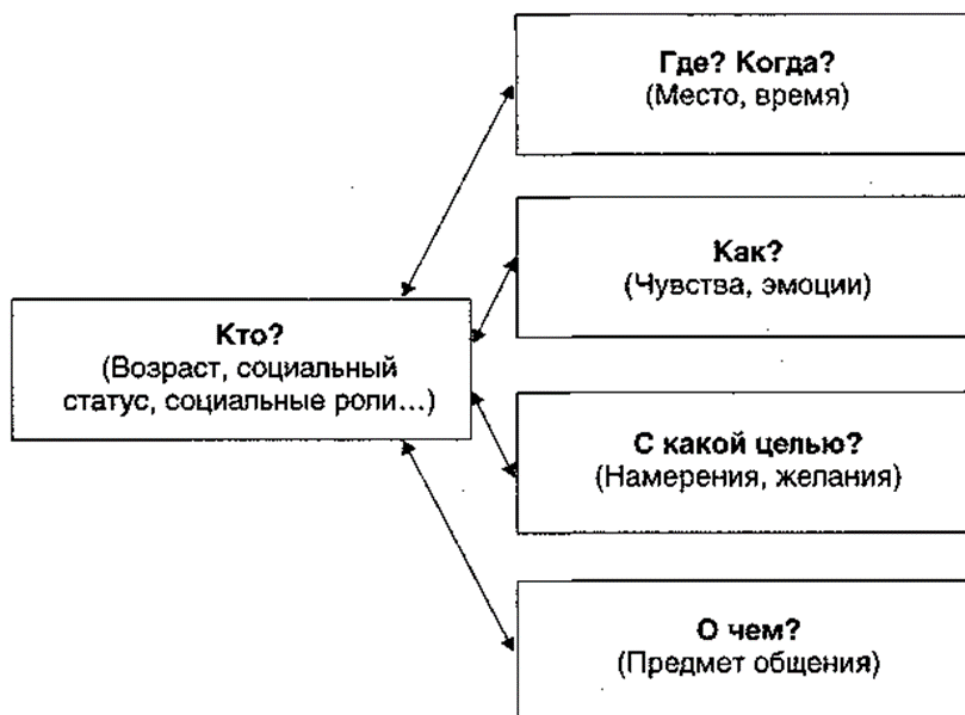 Где? Когда?
(Место, время)
Как?
(Чувства, эмоции)
Кто?
(Возраст, социальный
статус, социальные роли...)
С какой целью?
(Намерения, желания)
О чем?
(Предмет общения)